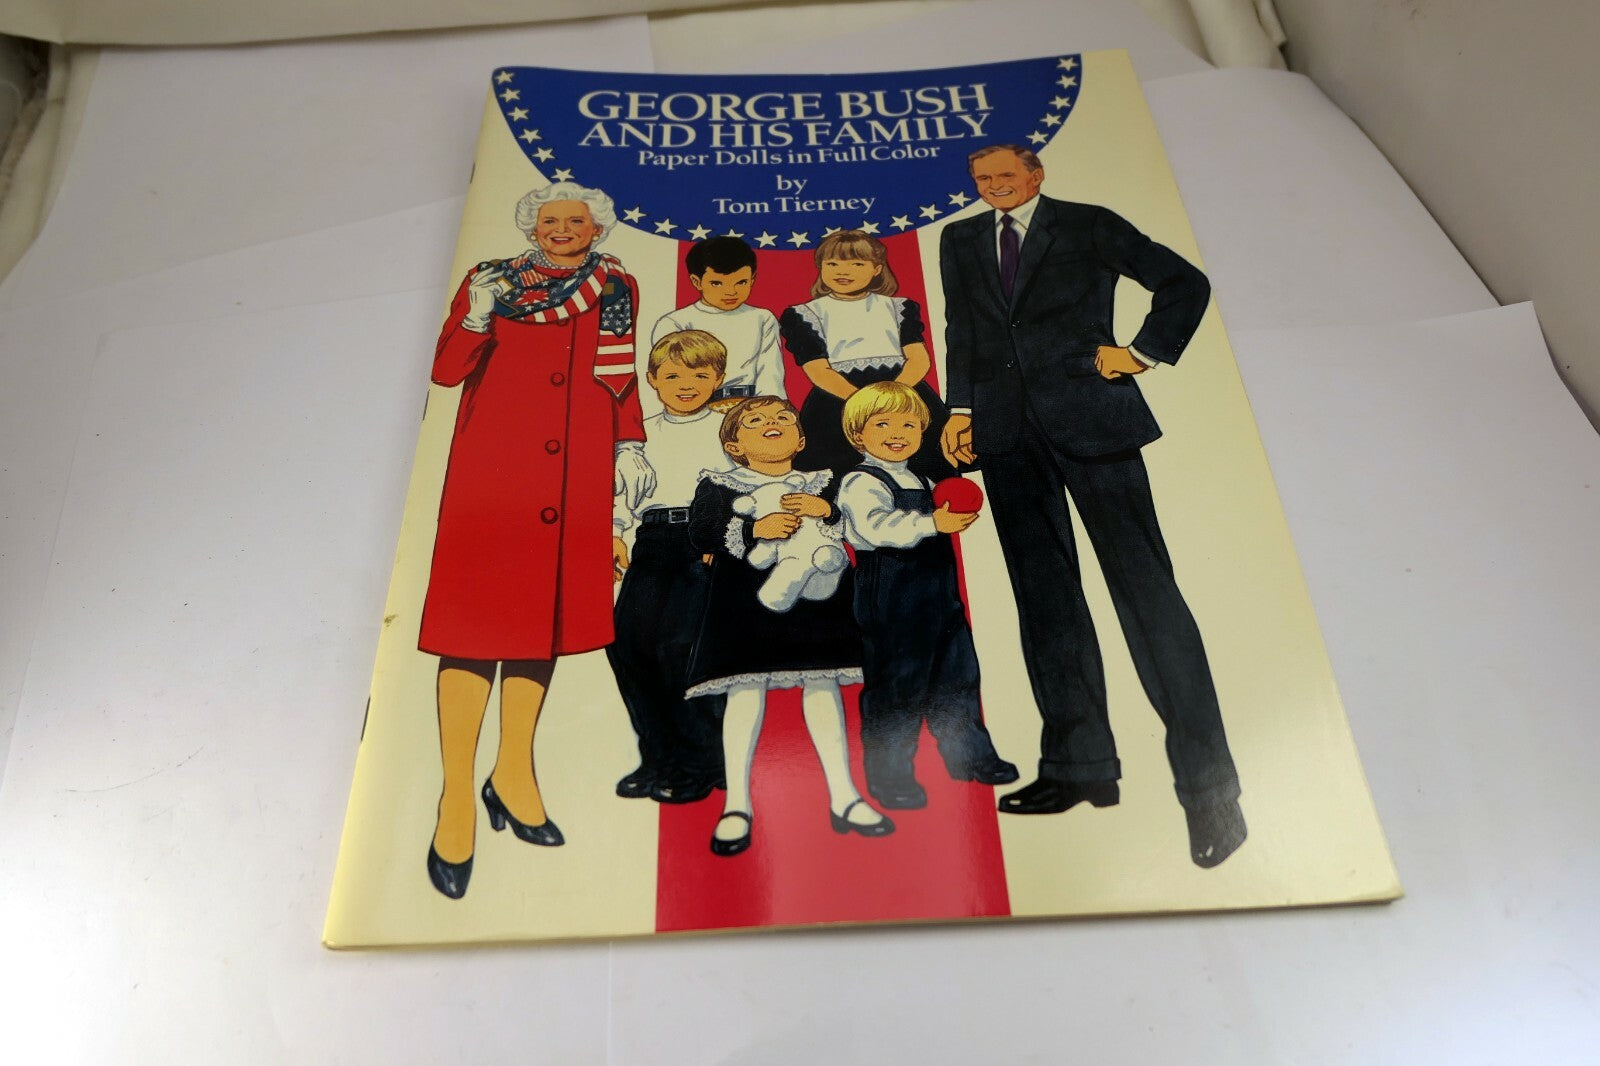 GEORGE BUSH
AND HIS FAMILY
Paper Dolls in Full Color
by
Tom Tierney